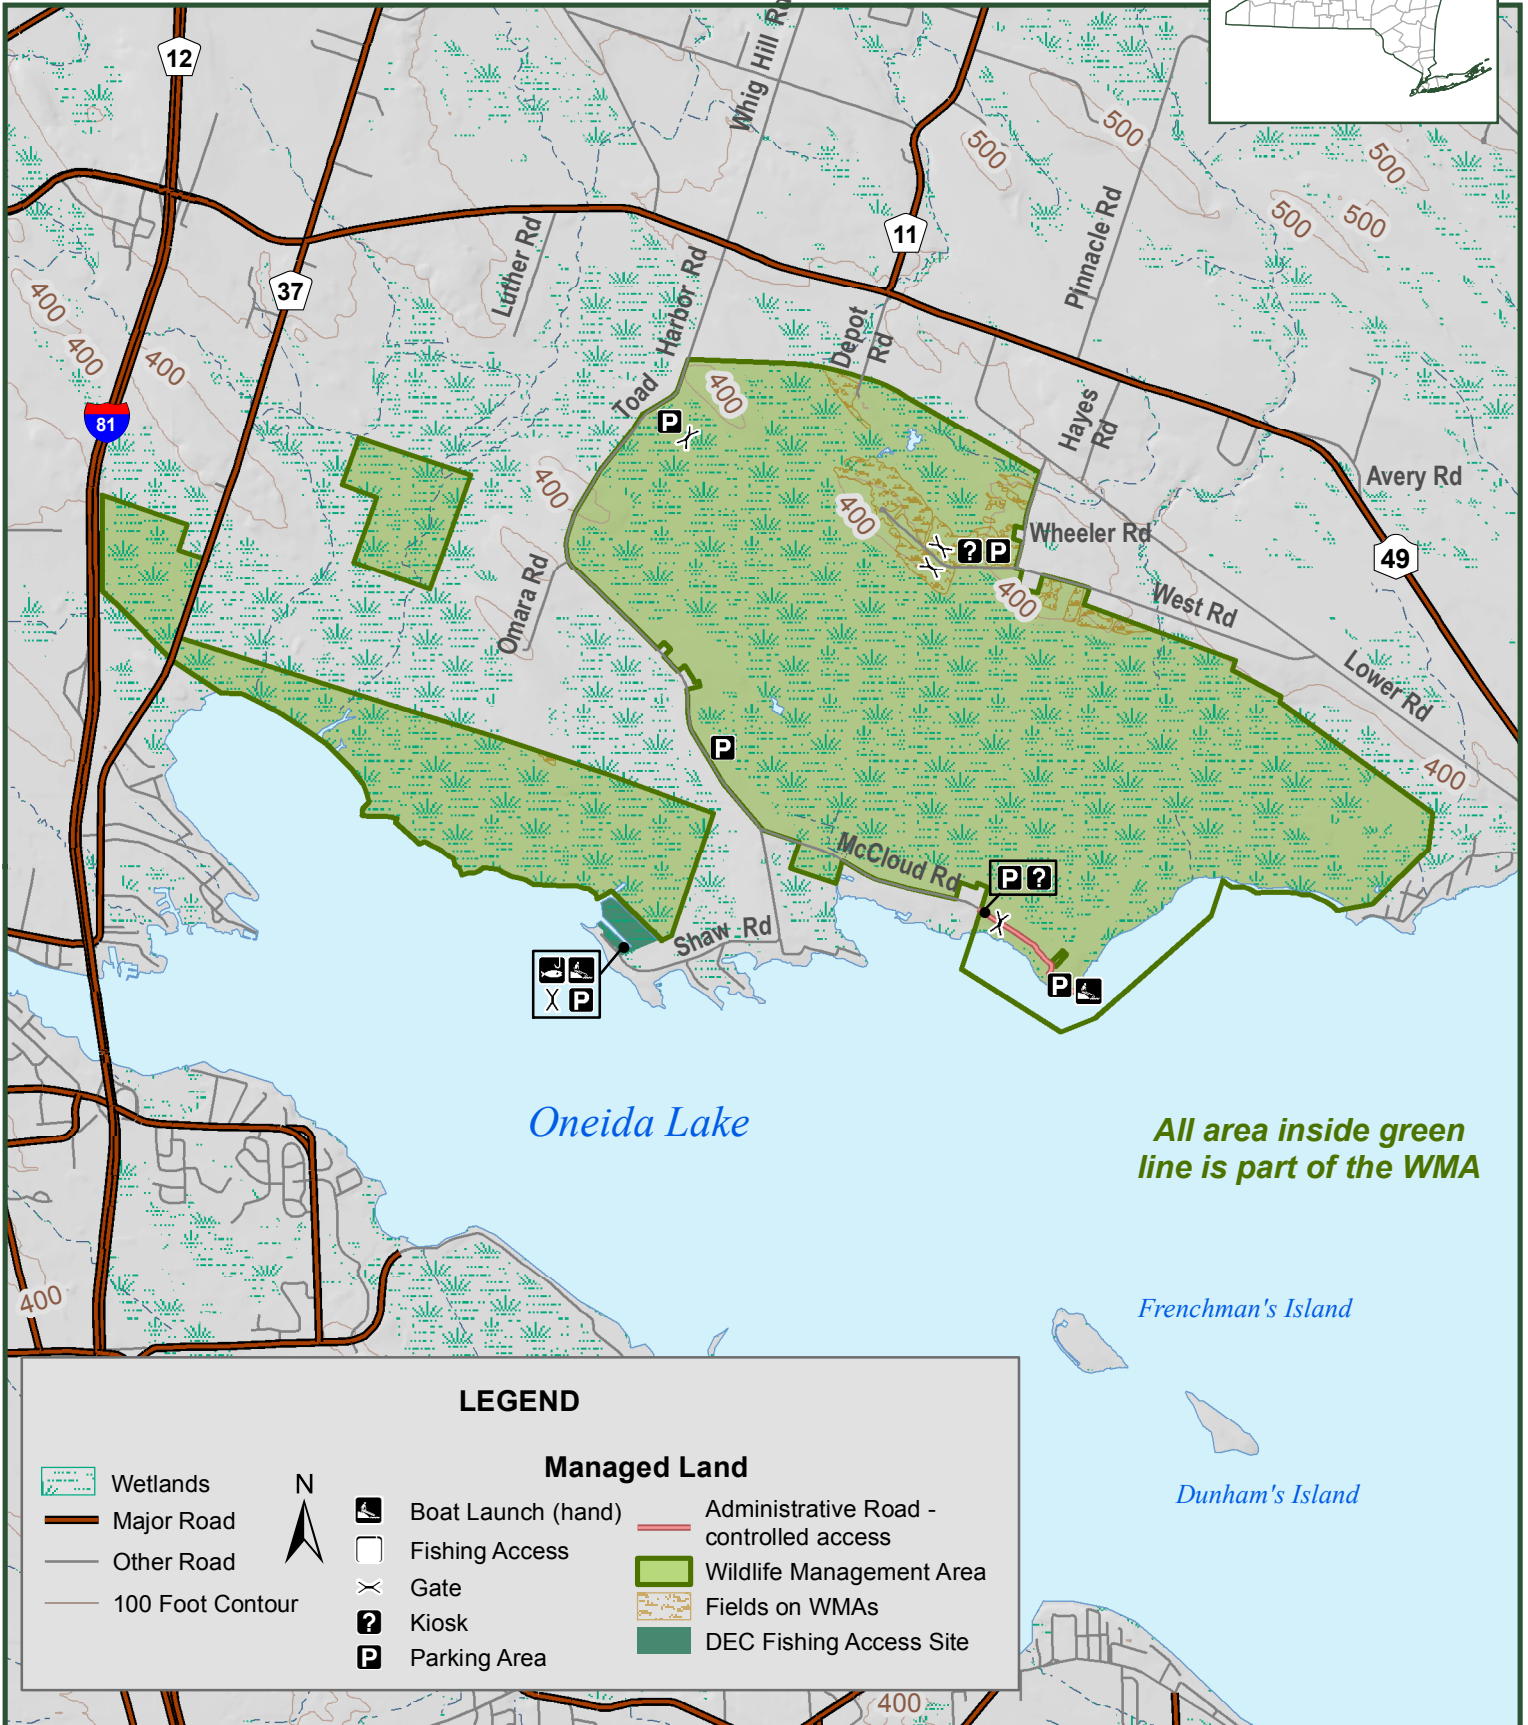 12
Whig Hill Rd
500
500
500
500
500
11
37
Luther Rd
Toad Harbor Rd
Pinnacle Rd
Depot
Rd
400
400
400
81
400
400
Hayes
Rd
Avery Rd
400
Wheeler Rd
49
Omara Rd
400
West Rd
Lower Rd
400
McCloud Rd
Shaw Rd
P
P
? P
P ?
P
P
Oneida Lake
All area inside green
line is part of the WMA
400
Frenchman's Island
Dunham's Island
LEGEND
Managed Land
Wetlands
Major Road
Other Road
100 Foot Contour
N
Boat Launch (hand)
Fishing Access
Gate
? Kiosk
P Parking Area
Administrative Road -
controlled access
Wildlife Management Area
Fields on WMAs
DEC Fishing Access Site
400